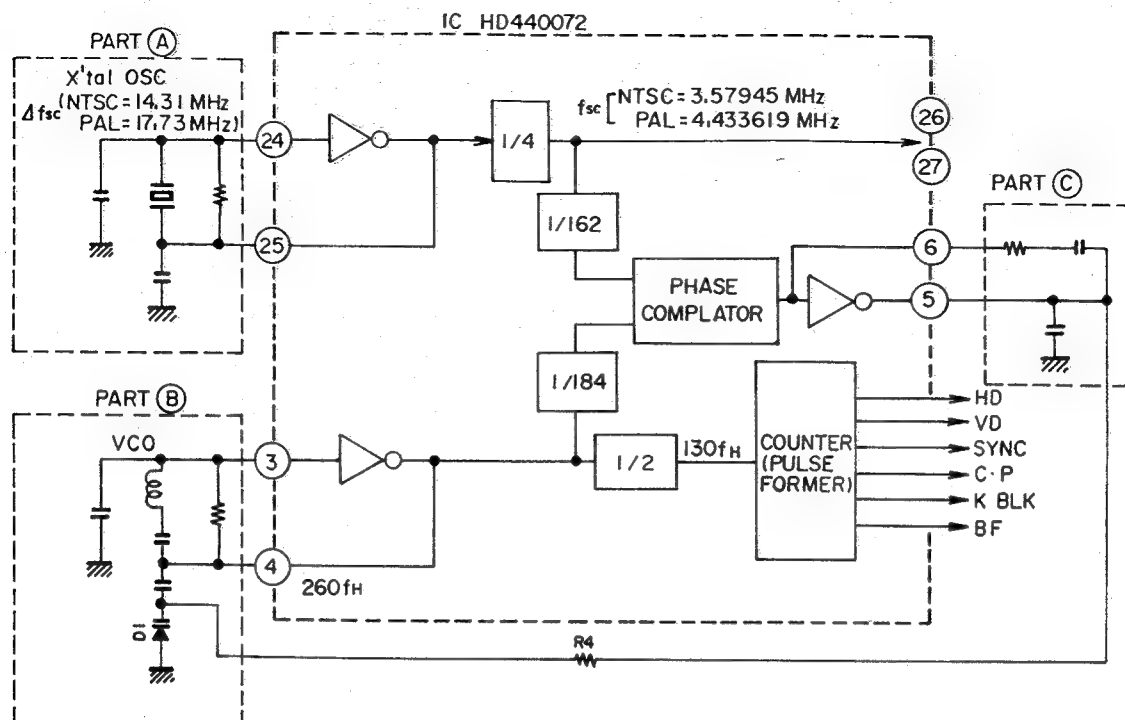 IC HD440072
PART Ⓐ
X'tal OSC
Δfsc (NTSC=14.31 MHz
PAL=17.73 MHz)
fsc [NTSC=3.57945 MHz
PAL=4.433619 MHz
24
1/4
26
27
PART Ⓒ
1/162
25
6
PHASE
COMPLATOR
5
1/184
PART Ⓑ
HD
VD
VCO
3
1/2
130fH
COUNTER
(PULSE
FORMER)
SYNC
C·P
K BLK
BF
4
260fH
D1
R4